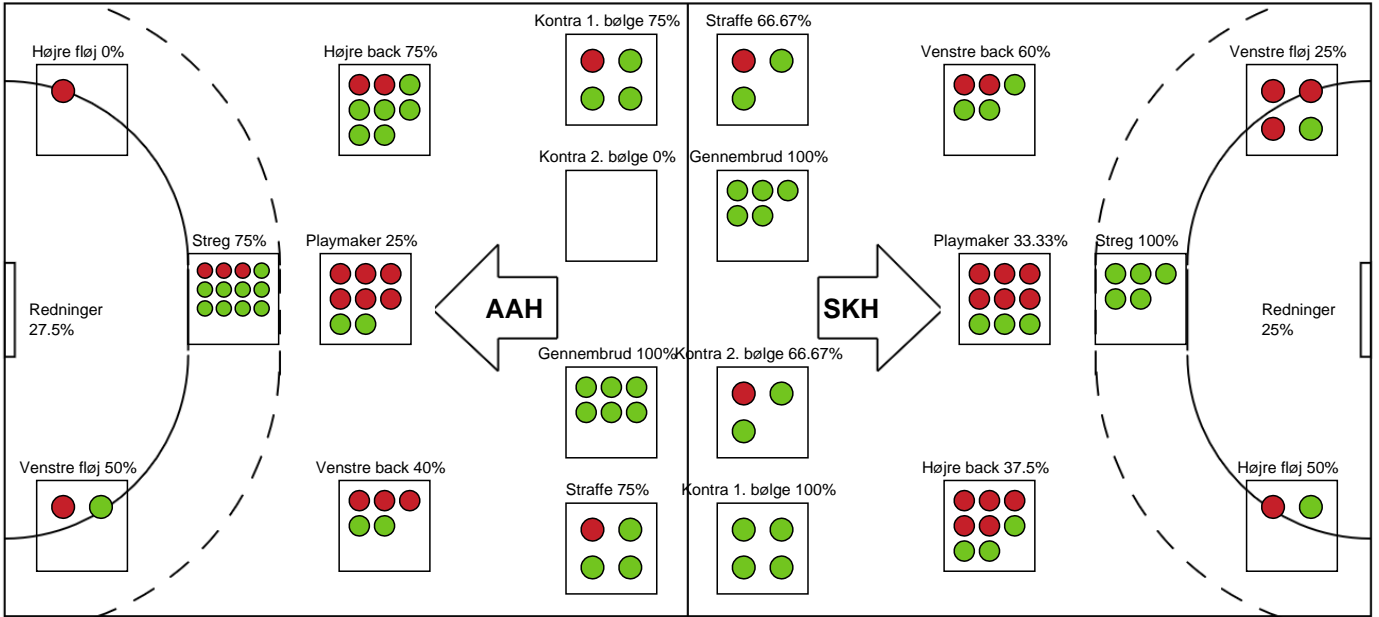 Kontra 1. bølge 75%
Straffe 66.67%
Højre fløj 0%
Højre back 75%
Venstre back 60%
Venstre fløj 25%
Kontra 2. bølge 0%
Gennembrud 100%
Streg 75%
Playmaker 25%
Playmaker 33.33%
Streg 100%
Redninger
27.5%
AAH
SKH
Redninger
25%
Gennembrud 100%
Kontra 2. bølge 66.67%
Venstre fløj 50%
Venstre back 40%
Højre back 37.5%
Højre fløj 50%
Straffe 75%
Kontra 1. bølge 100%